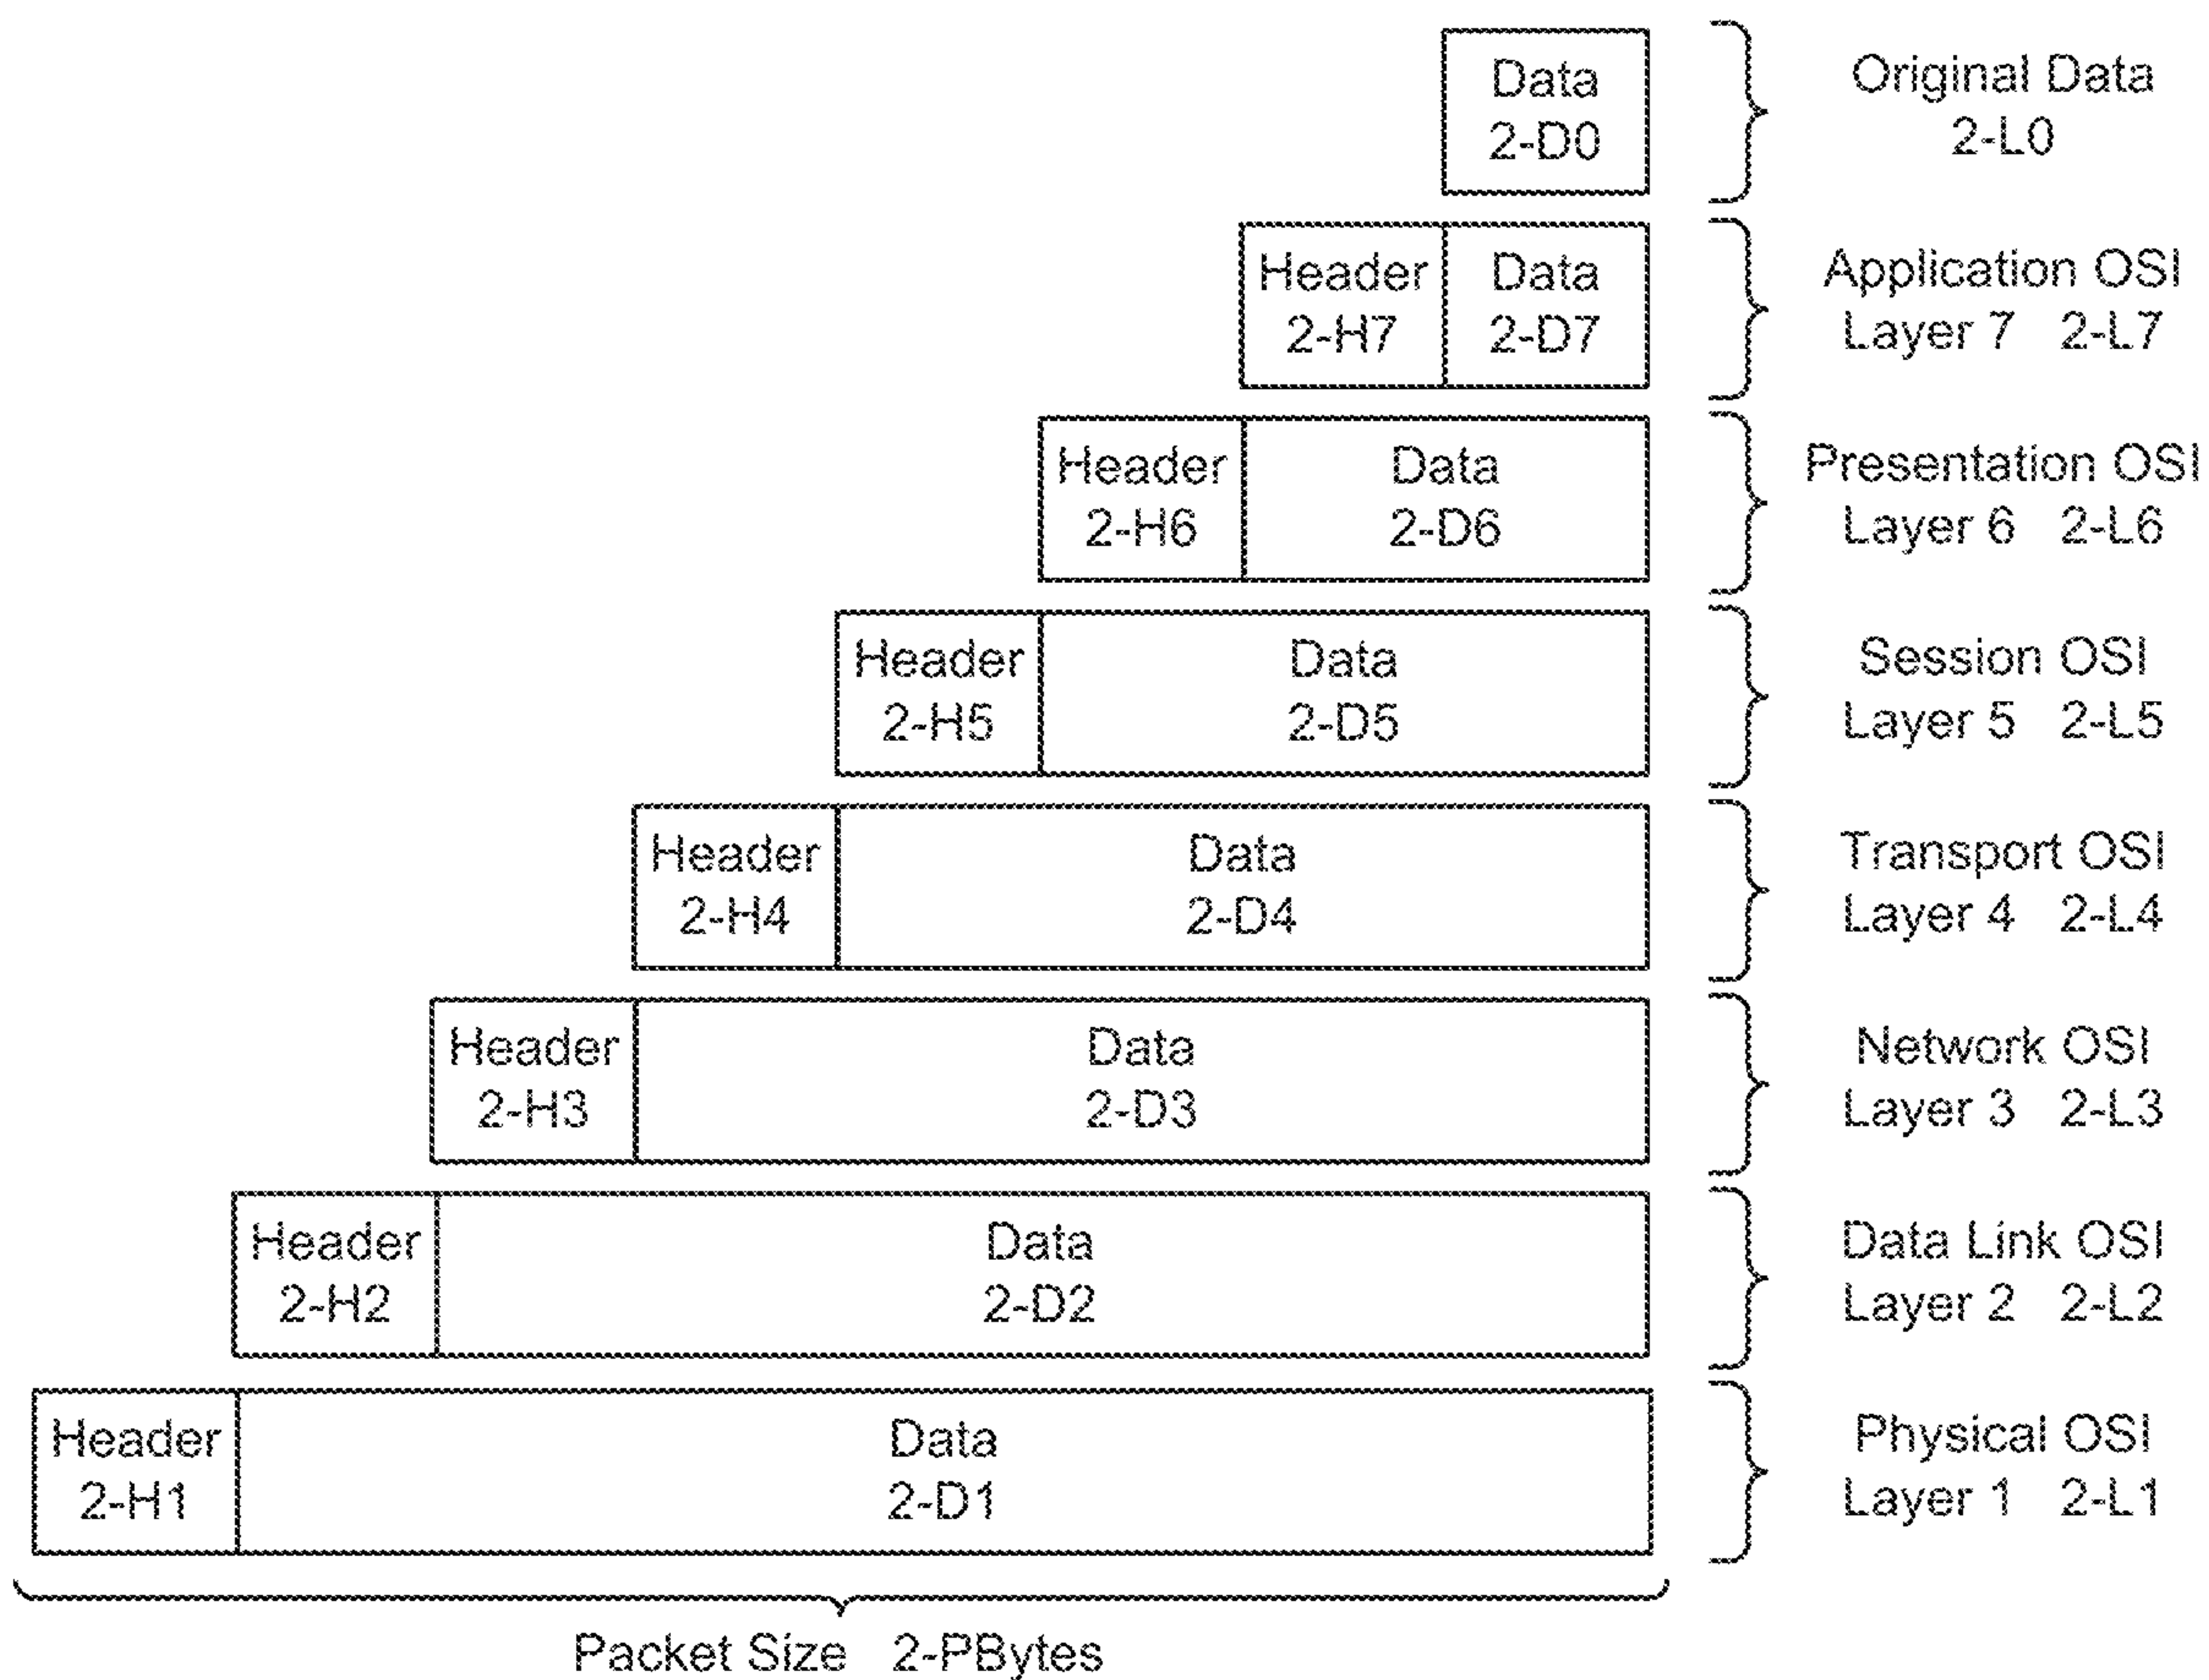 Data
2-D0
Original Data
2-L0
Header
2-H7
Data
2-D7
Application OSI
Layer 7 2-L7
Header
2-H6
Data
2-D6
Presentation OSI
Layer 6 2-L6
Header
2-H5
Data
2-D5
Session OSI
Layer 5 2-L5
Header
2-H4
Data
2-D4
Transport OSI
Layer 4 2-L4
Header
2-H3
Data
2-D3
Network OSI
Layer 3 2-L3
Header
2-H2
Data
2-D2
Data Link OSI
Layer 2 2-L2
Header
2-H1
Data
2-D1
Physical OSI
Layer 1 2-L1
Packet Size 2-PBytes